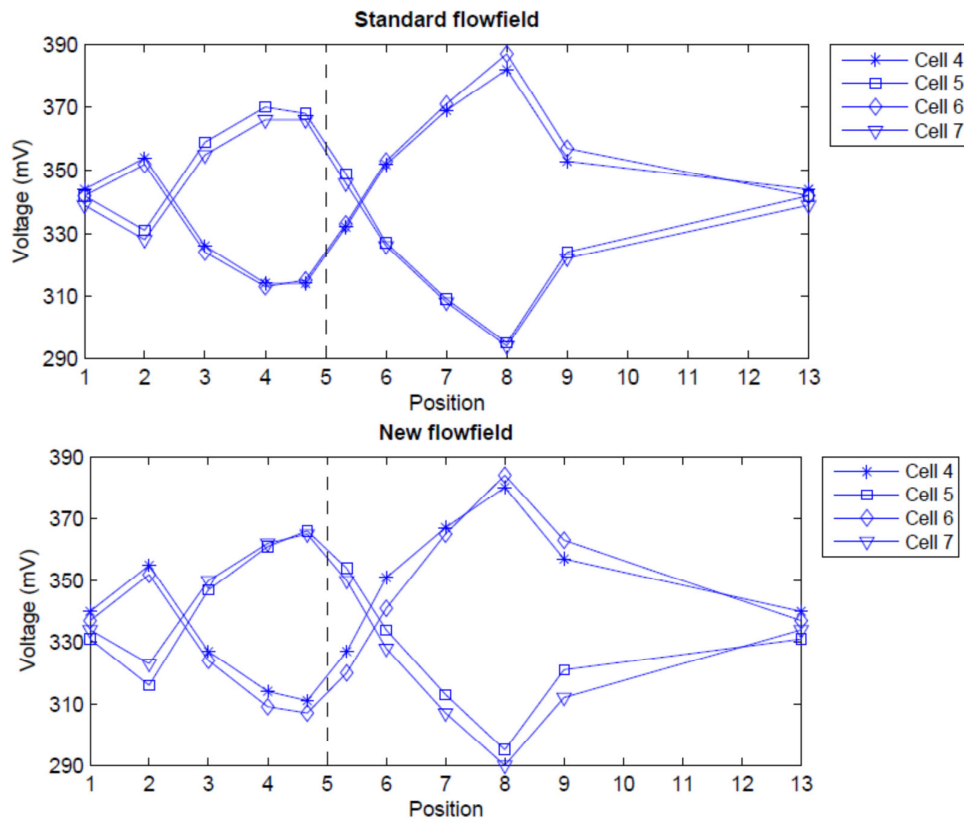 Standard flowfield
390
370
350
330
310
290
Voltage (mV)
1 2 3 4 5 6 7 8 9 10 11 12 13
Position
Cell 4
Cell 5
Cell 6
Cell 7
New flowfield
390
370
350
330
310
290
Voltage (mV)
1 2 3 4 5 6 7 8 9 10 11 12 13
Position
Cell 4
Cell 5
Cell 6
Cell 7